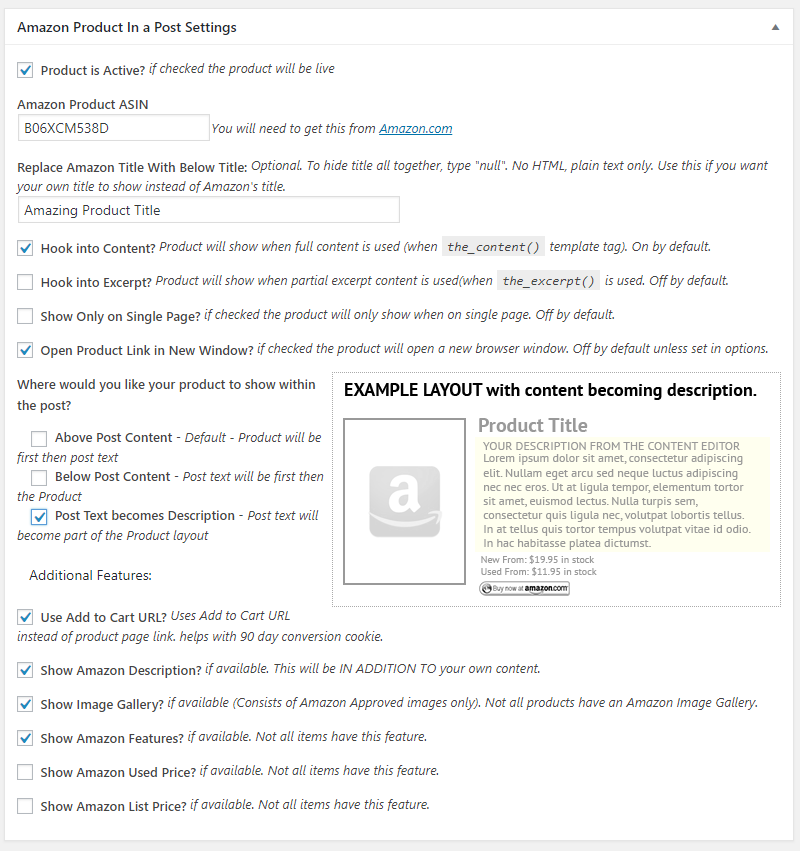 Amazon Product In a Post Settings
Product is Active? if checked the product will be live
Amazon Product ASIN
B06XCM538D You will need to get this from Amazon.com
Replace Amazon Title With Below Title: Optional. To hide title all together, type "null". No HTML, plain text only. Use this if you want
your own title to show instead of Amazon's title.
Amazing Product Title
Hook into Content? Product will show when full content is used (when the_content() template tag). On by default.
Hook into Excerpt? Product will show when partial excerpt content is used(when the_excerpt() is used. Off by default.
Show Only on Single Page? if checked the product will only show when on single page. Off by default.
Open Product Link in New Window? if checked the product will open a new browser window. Off by default unless set in options.
Where would you like your product to show within
the post?
Above Post Content - Default - Product will be
first then post text
Below Post Content - Post text will be first then
the Product
Post Text becomes Description - Post text will
become part of the Product layout
Additional Features:
EXAMPLE LAYOUT with content becoming description.
a
Product Title
YOUR DESCRIPTION FROM THE CONTENT EDITOR
Lorem ipsum dolor sit amet, consectetur adipiscing
elit. Nullam eget arcu sed neque luctus adipiscing
nec nec eros. Ut at ligula tempor, elementum tortor
sit amet, euismod lectus. Nulla turpis sem,
consectetur quis ligula nec, volutpat lobortis tellus.
In at tellus quis tortor tempus volutpat vitae id odio.
In hac habitasse platea dictumst.
New From: $19.95 in stock
Used From: $11.95 in stock
Buy now at amazon.com
Use Add to Cart URL? Uses Add to Cart URL
instead of product page link. helps with 90 day conversion cookie.
Show Amazon Description? if available. This will be IN ADDITION TO your own content.
Show Image Gallery? if available (Consists of Amazon Approved images only). Not all products have an Amazon Image Gallery.
Show Amazon Features? if available. Not all items have this feature.
Show Amazon Used Price? if available. Not all items have this feature.
Show Amazon List Price? if available. Not all items have this feature.